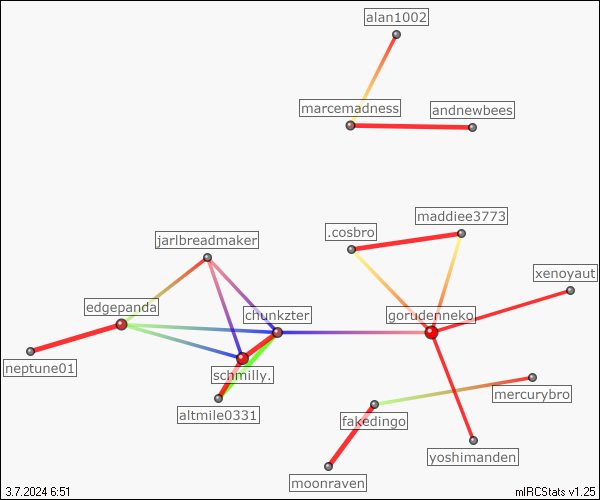 alan1002
marcemadness
andnewbees
maddiee3773
.cosbro
jarlbreadmaker
xenoyaut
edgepanda
chunkzter
gorudenneko
neptune01
schmilly.
mercurybro
altmile0331
fakedingo
yoshimanden
moonraven
3.7.2024 6:51
mIRCStats v1.25